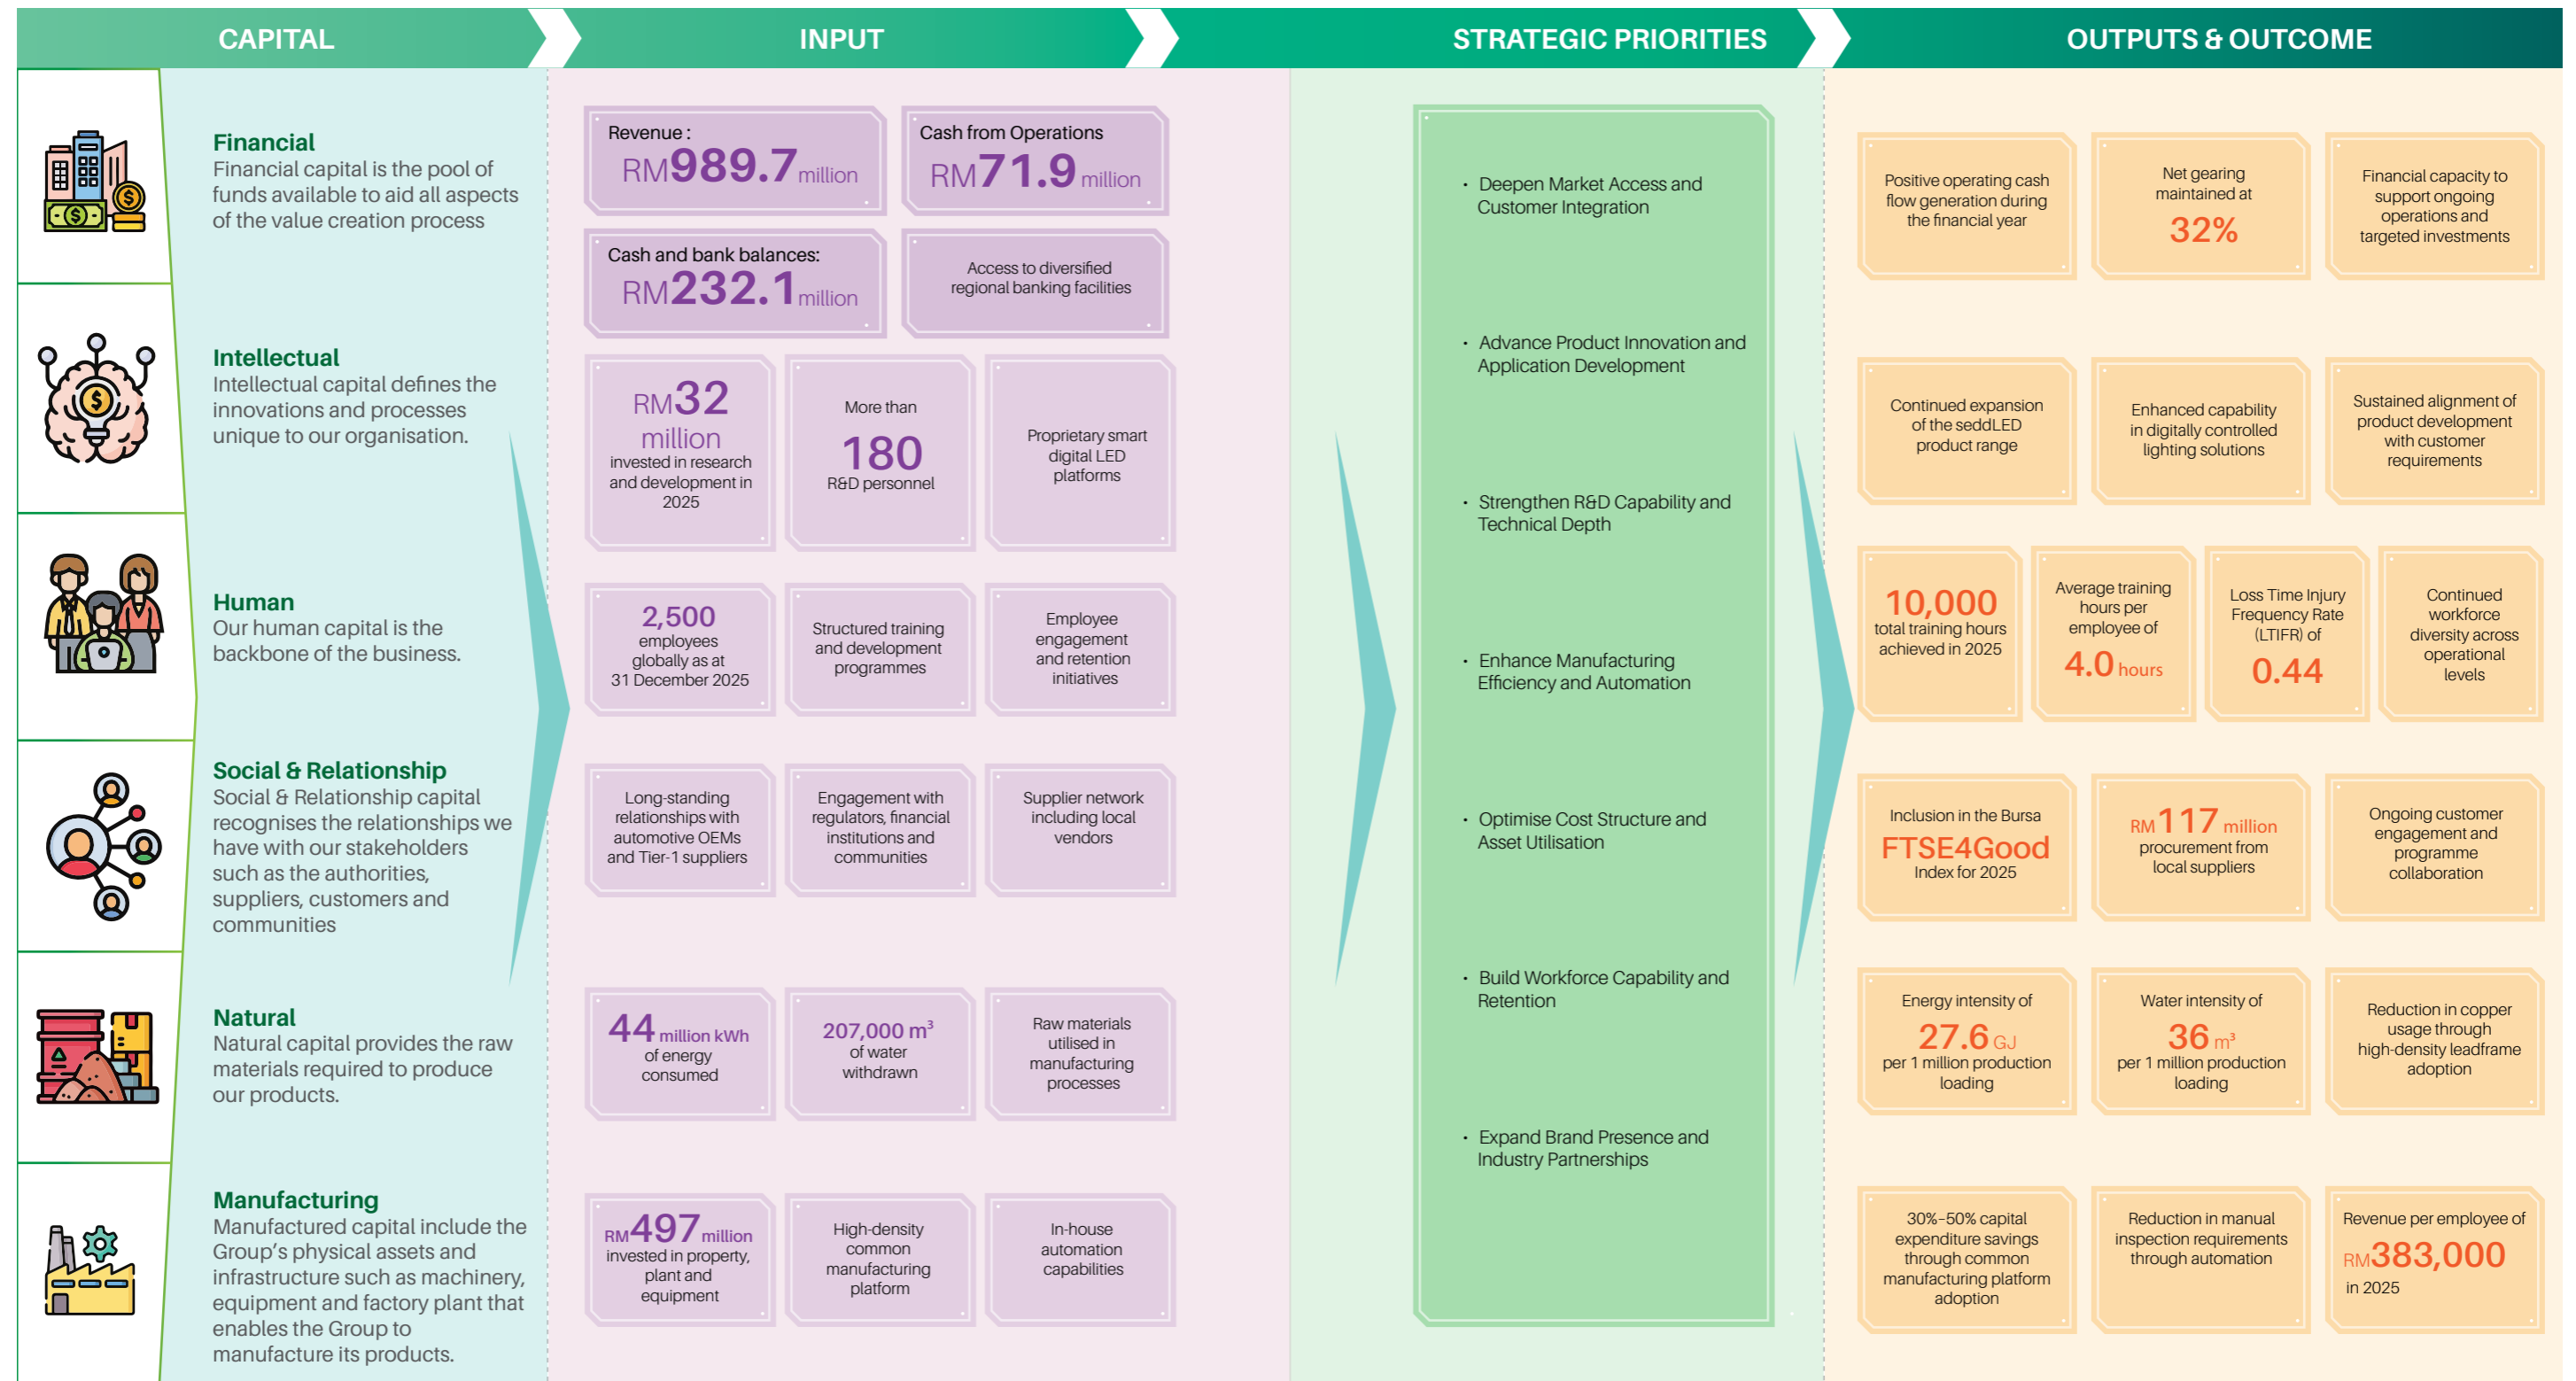 CAPITAL
INPUT
STRATEGIC PRIORITIES
OUTPUTS & OUTCOME
Financial
Financial capital is the pool of
funds available to aid all aspects
of the value creation process
Revenue :
RM989.7 million
Cash from Operations
RM71.9 million
Cash and bank balances:
RM232.1 million
Access to diversified
regional banking facilities
Positive operating cash
flow generation during
the financial year
Net gearing
maintained at
32%
Financial capacity to
support ongoing
operations and
targeted investments
Intellectual
Intellectual capital defines the
innovations and processes
unique to our organisation.
RM32
million
invested in research
and development in
2025
More than
180
R&D personnel
Proprietary smart
digital LED
platforms
Continued expansion
of the seddLED
product range
Enhanced capability
in digitally controlled
lighting solutions
Sustained alignment of
product development
with customer
requirements
Human
Our human capital is the
backbone of the business.
2,500
employees
globally as at
31 December 2025
Structured training
and development
programmes
Employee
engagement
and retention
initiatives
10,000
total training hours
achieved in 2025
Average training
hours per
employee of
4.0 hours
Loss Time Injury
Frequency Rate
(LTIFR) of
0.44
Continued
workforce
diversity across
operational
levels
Social & Relationship
Social & Relationship capital
recognises the relationships we
have with our stakeholders
such as the authorities,
suppliers, customers and
communities
Long-standing
relationships with
automotive OEMs
and Tier-1 suppliers
Engagement with
regulators, financial
institutions and
communities
Supplier network
including local
vendors
Inclusion in the Bursa
FTSE4Good
Index for 2025
RM117 million
procurement from
local suppliers
Ongoing customer
engagement and
programme
collaboration
Natural
Natural capital provides the raw
materials required to produce
our products.
44 million kWh
of energy
consumed
207,000 m³
of water
withdrawn
Raw materials
utilised in
manufacturing
processes
Energy intensity of
27.6 GJ
per 1 million production
loading
Water intensity of
36 m³
per 1 million production
loading
Reduction in copper
usage through
high-density leadframe
adoption
Manufacturing
Manufactured capital include the
Group's physical assets and
infrastructure such as machinery,
equipment and factory plant that
enables the Group to
manufacture its products.
RM497 million
invested in property,
plant and
equipment
High-density
common
manufacturing
platform
In-house
automation
capabilities
30%–50% capital
expenditure savings
through common
manufacturing platform
adoption
Reduction in manual
inspection requirements
through automation
Revenue per employee of
RM383,000
in 2025
• Deepen Market Access and
Customer Integration
• Advance Product Innovation and
Application Development
• Strengthen R&D Capability and
Technical Depth
• Enhance Manufacturing
Efficiency and Automation
• Optimise Cost Structure and
Asset Utilisation
• Build Workforce Capability and
Retention
• Expand Brand Presence and
Industry Partnerships